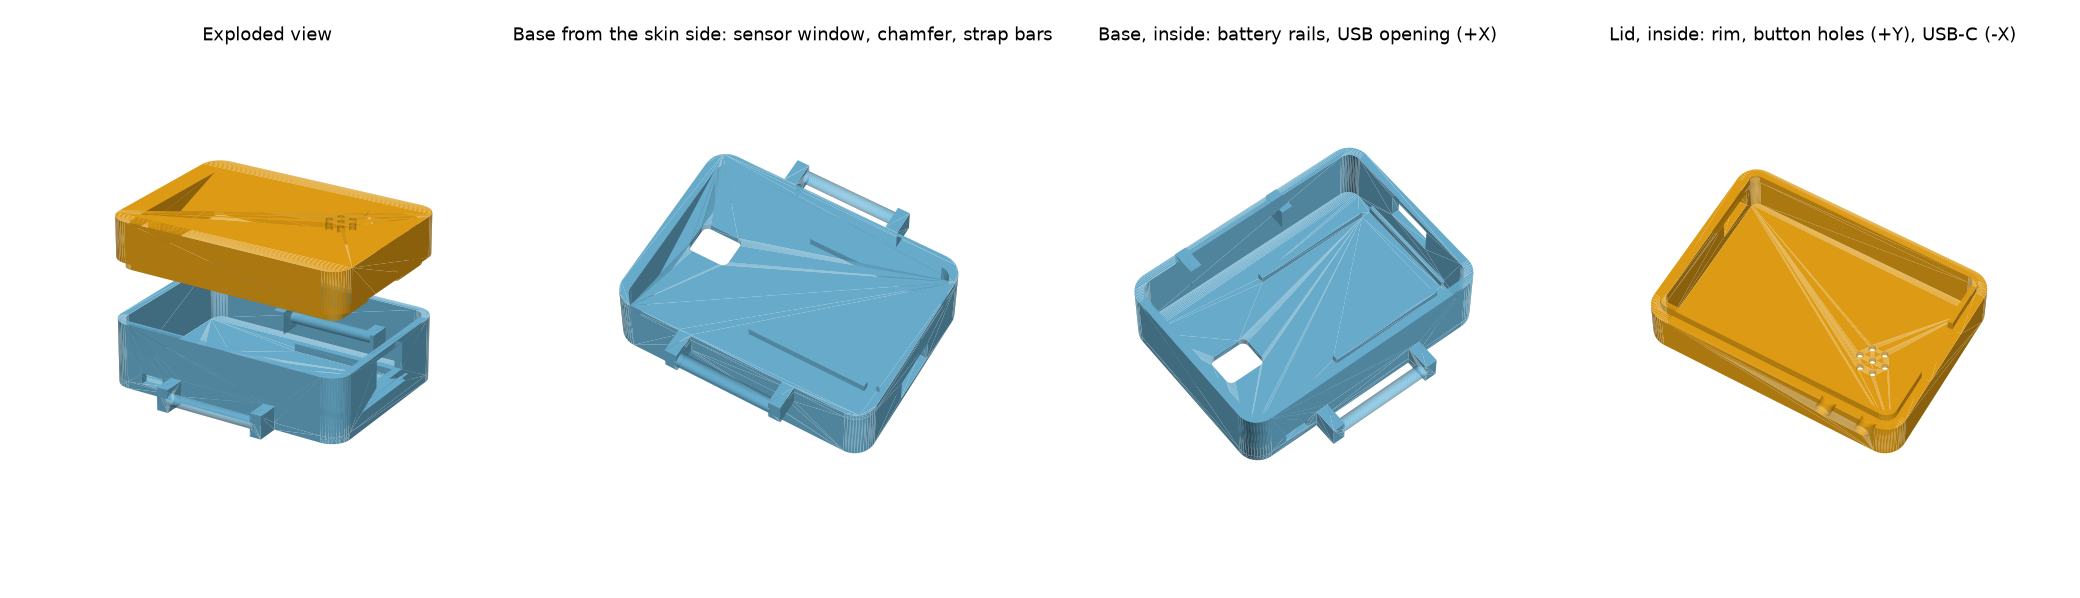 Exploded view
Base from the skin side: sensor window, chamfer, strap bars
Base, inside: battery rails, USB opening (+X)
Lid, inside: rim, button holes (+Y), USB-C (-X)